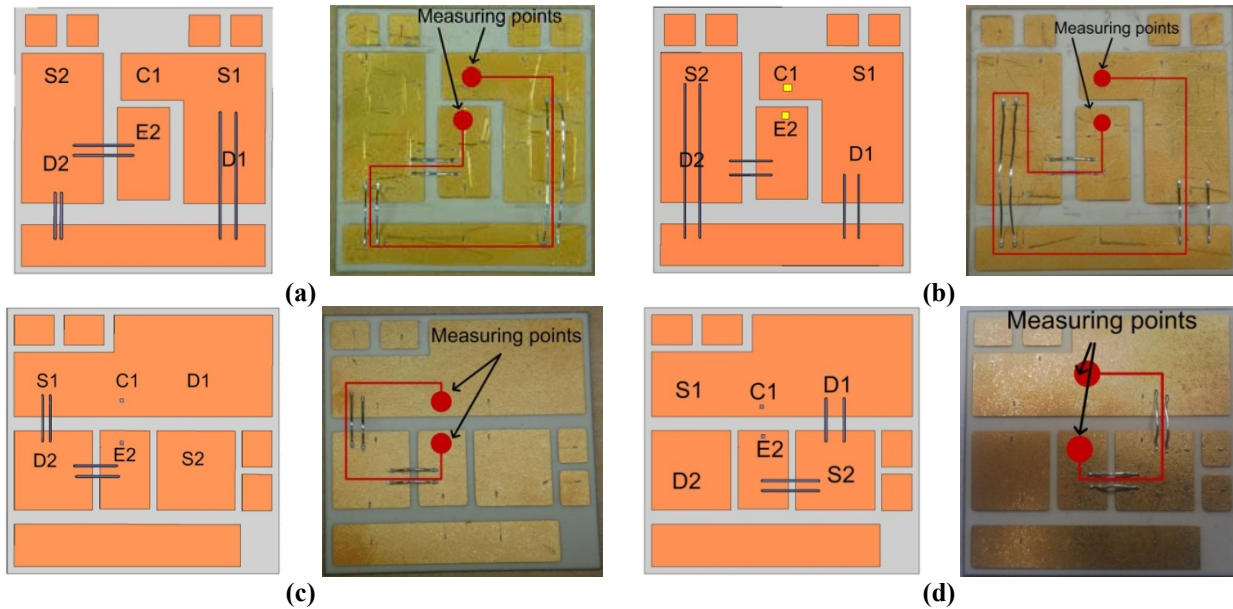 S2 C1 S1
E2
D2 D1
Measuring points
S2 C1 S1
E2
D2 D1
Measuring points
(a) (b)
S1 C1 D1
D2 E2 S2
Measuring points
S1 C1 D1
E2
D2 S2
Measuring points
(c) (d)